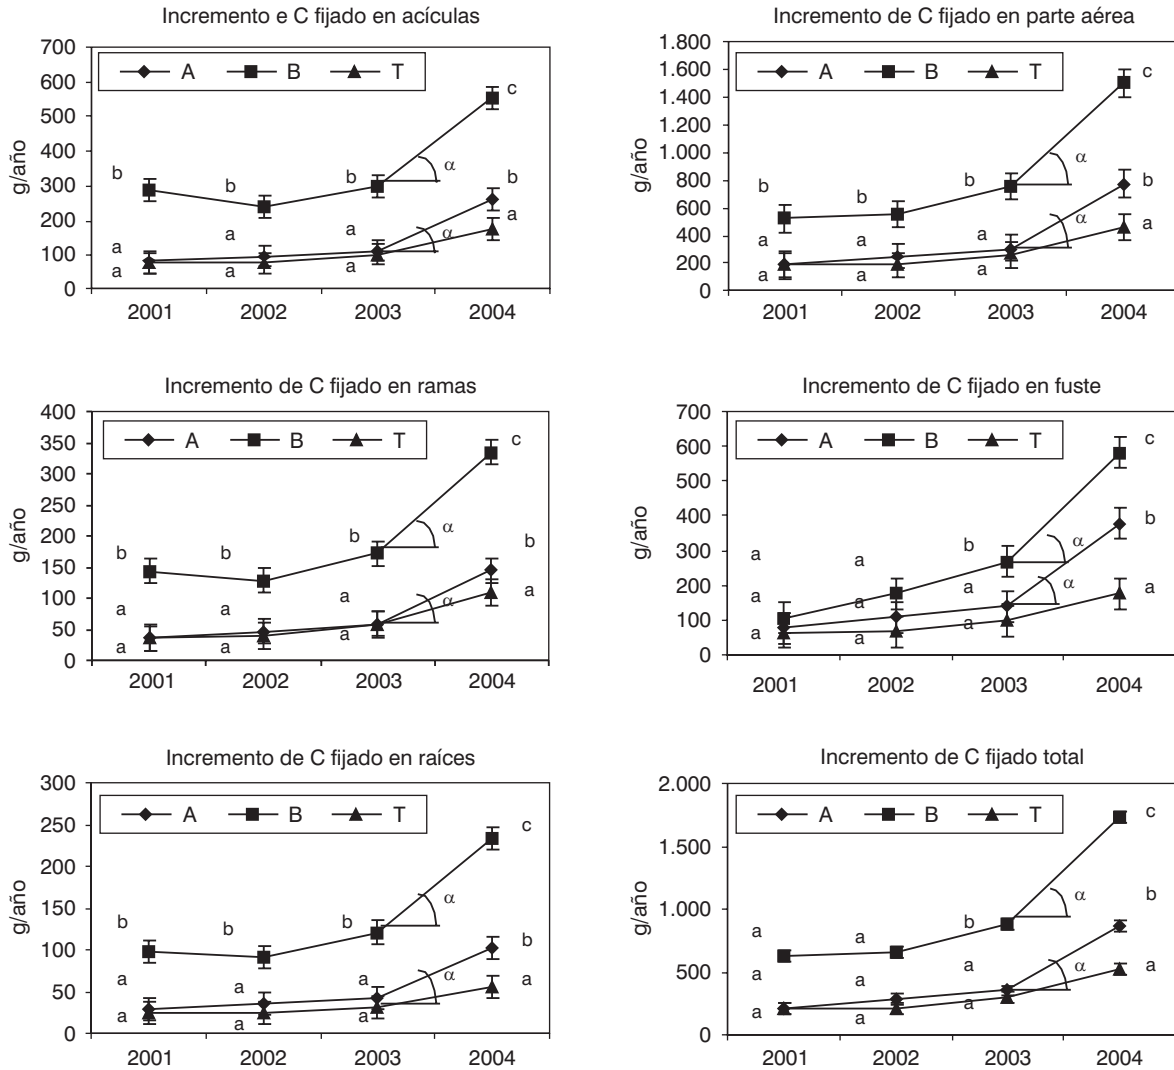 Incremento e C fijado en acículas
700
600
500
400
300
200
100
0
g/año
A B T
b b b c
α
a a a b
α
a a a a
2001 2002 2003 2004
Incremento de C fijado en parte aérea
1.800
1.600
1.400
1.200
1.000
800
600
400
200
0
g/año
A B T
b b b c
α
a a a b
α
a a a a
2001 2002 2003 2004
Incremento de C fijado en ramas
400
350
300
250
200
150
100
50
0
g/año
A B T
b b b c
α
a a a b
α
a a a a
2001 2002 2003 2004
Incremento de C fijado en fuste
700
600
500
400
300
200
100
0
g/año
A B T
a a b c
α
a a a b
α
a a a a
2001 2002 2003 2004
Incremento de C fijado en raíces
300
250
200
150
100
50
0
g/año
A B T
b b b c
α
a a a b
α
a a a a
2001 2002 2003 2004
Incremento de C fijado total
2.000
1.500
1.000
500
0
g/año
A B T
a a b c
α
a a a b
α
a a a a
2001 2002 2003 2004